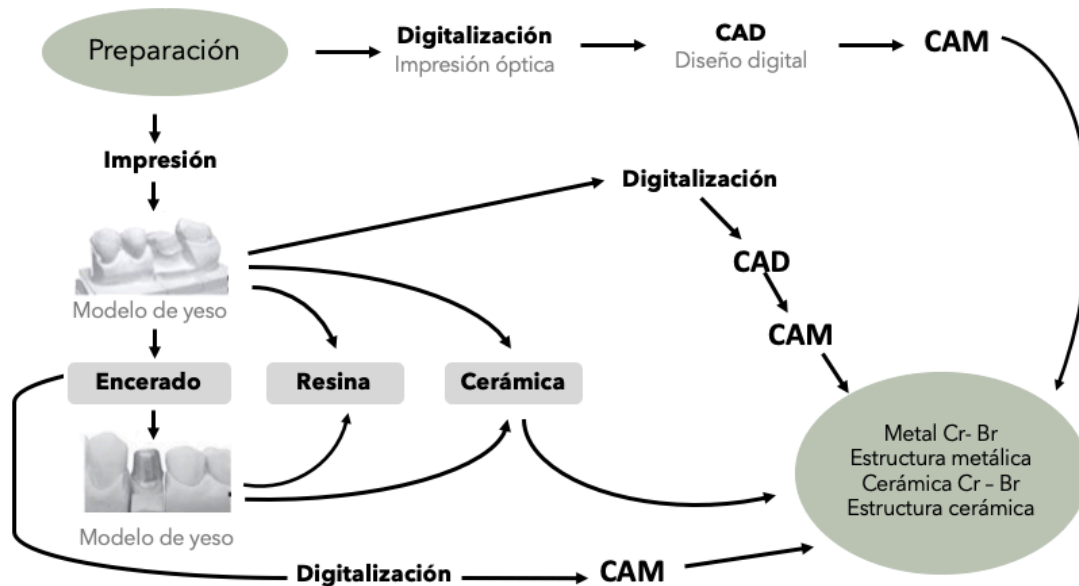 Preparación
Digitalización
Impresión óptica
CAD
Diseño digital
CAM
Impresión
Digitalización
Modelo de yeso
CAD
CAM
Encerado
Resina
Cerámica
Metal Cr- Br
Estructura metálica
Cerámica Cr – Br
Estructura cerámica
Modelo de yeso
Digitalización
CAM